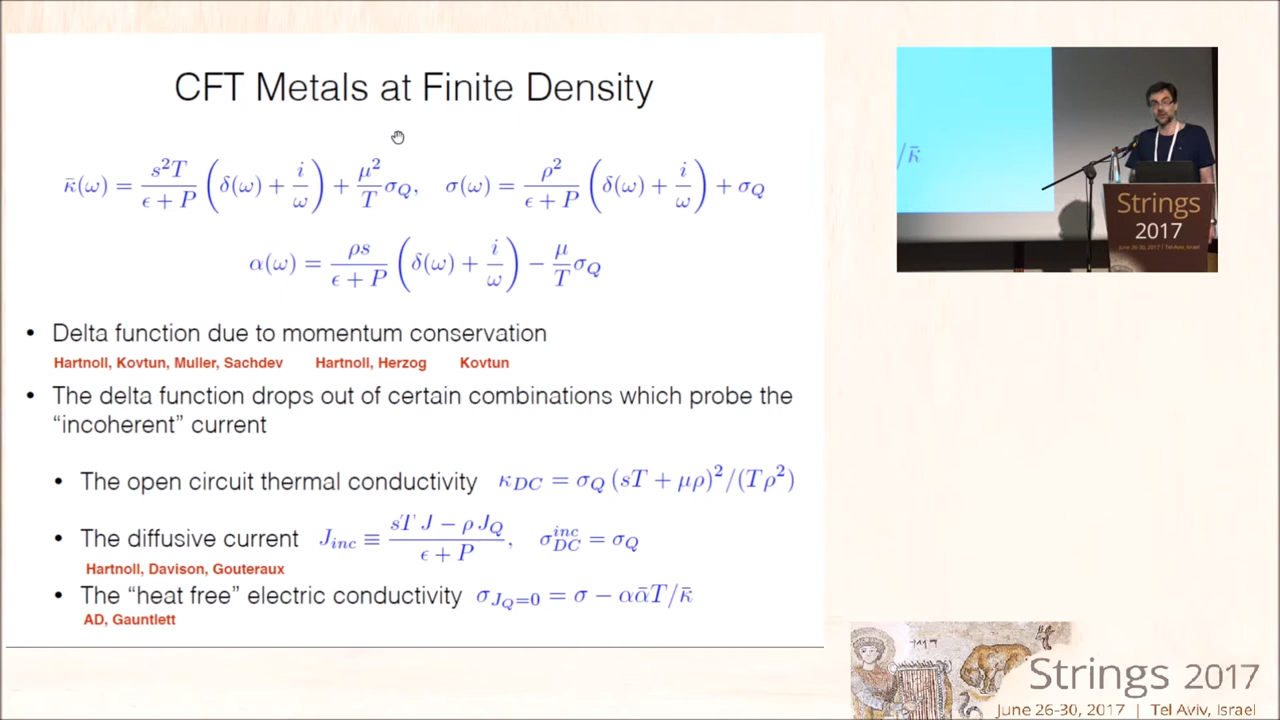 CFT Metals at Finite Density
κ̄(ω) = s²T/(ϵ + P) (δ(ω) + i/ω) + μ²/T σ_Q,   σ(ω) = ρ²/(ϵ + P) (δ(ω) + i/ω) + σ_Q
α(ω) = ρs/(ϵ + P) (δ(ω) + i/ω) − μ/T σ_Q
• Delta function due to momentum conservation
Hartnoll, Kovtun, Muller, Sachdev   Hartnoll, Herzog   Kovtun
• The delta function drops out of certain combinations which probe the
"incoherent" current
• The open circuit thermal conductivity κ_DC = σ_Q (sT + μρ)²/(Tρ²)
• The diffusive current J_inc ≡ (sT J − ρ J_Q)/(ϵ + P),   σ^inc_DC = σ_Q
Hartnoll, Davison, Gouteraux
• The "heat free" electric conductivity σ_{J_Q=0} = σ − αᾱT/κ̄
AD, Gauntlett
/κ̄
Strings
2017
June 26-30, 2017 | Tel Aviv, Israel
Strings 2017
June 26-30, 2017 | Tel Aviv, Israel